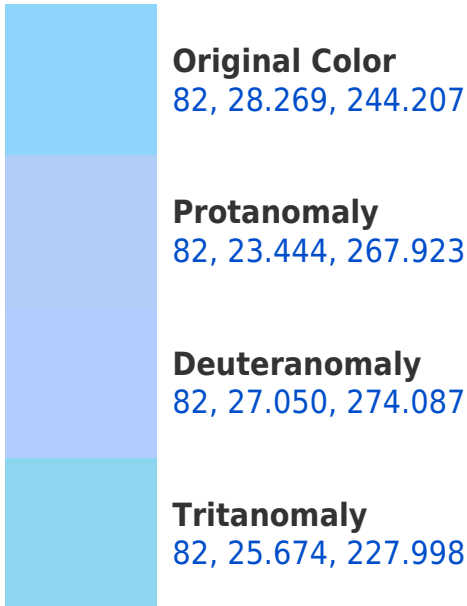 Original Color
82, 28.269, 244.207
Protanomaly
82, 23.444, 267.923
Deuteranomaly
82, 27.050, 274.087
Tritanomaly
82, 25.674, 227.998